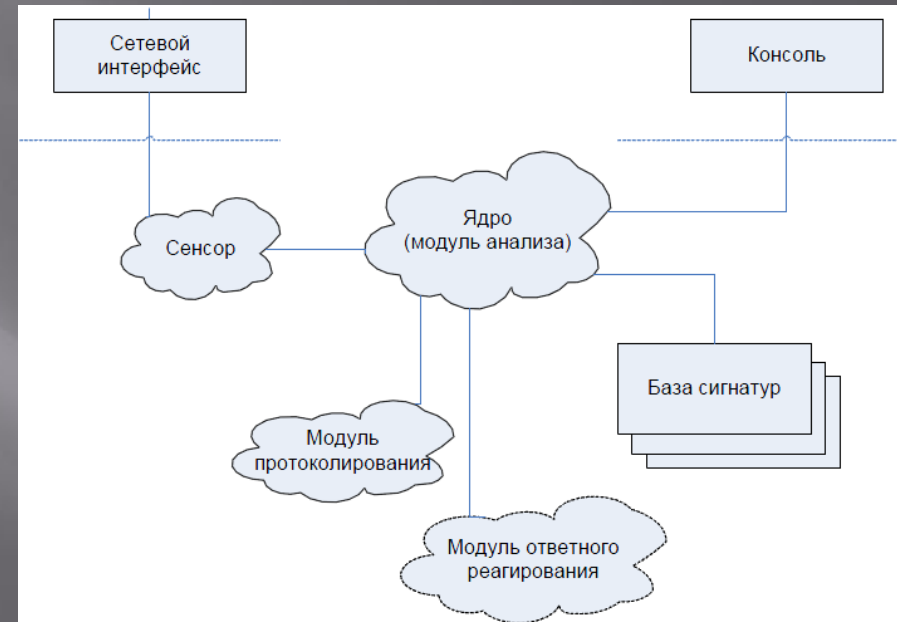 Сетевой
интерфейс
Консоль
Ядро
(модуль анализа)
Сенсор
База сигнатур
Модуль
протоколирования
Модуль ответного
реагирования